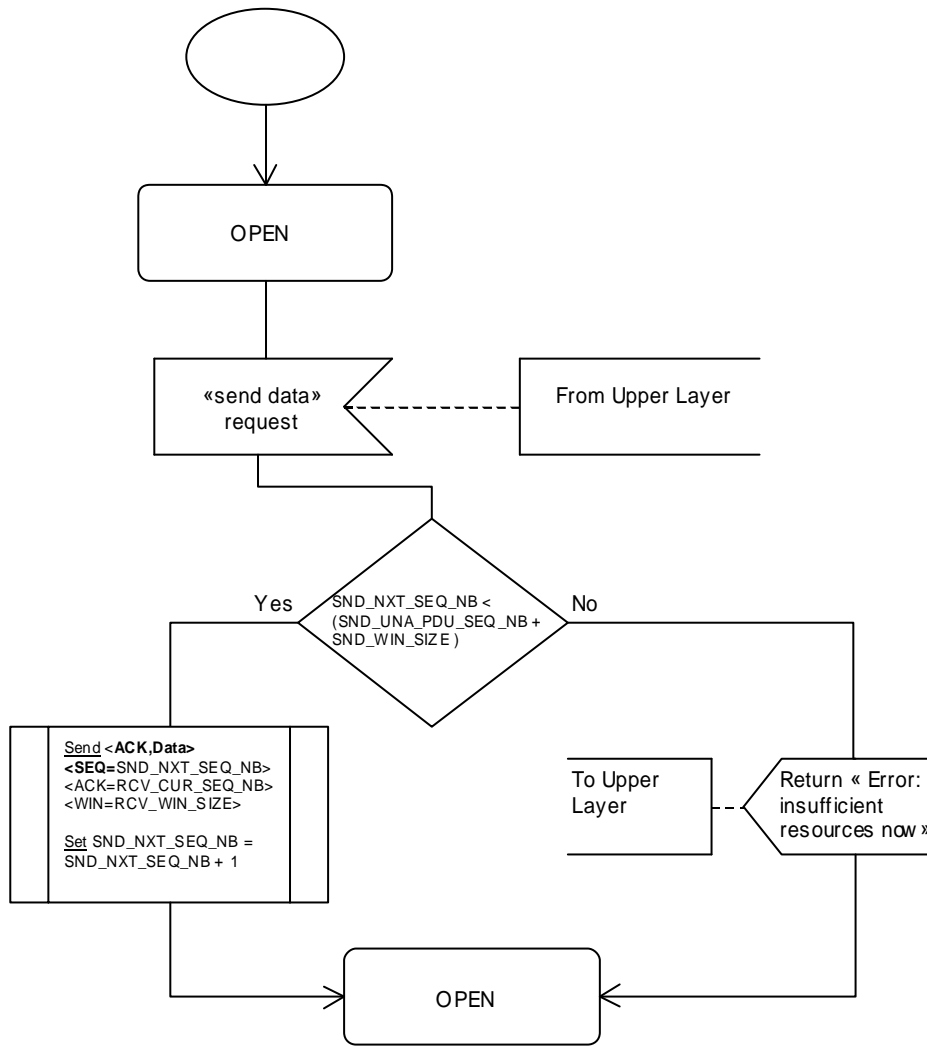 OPEN
«send data»
request
From Upper Layer
Yes
SND_NXT_SEQ_NB <
(SND_UNA_PDU_SEQ_NB +
SND_WIN_SIZE )
No
Send <ACK,Data>
<SEQ=SND_NXT_SEQ_NB>
<ACK=RCV_CUR_SEQ_NB>
<WIN=RCV_WIN_SIZE>
Set SND_NXT_SEQ_NB =
SND_NXT_SEQ_NB + 1
To Upper
Layer
Return « Error:
insufficient
resources now »
OPEN